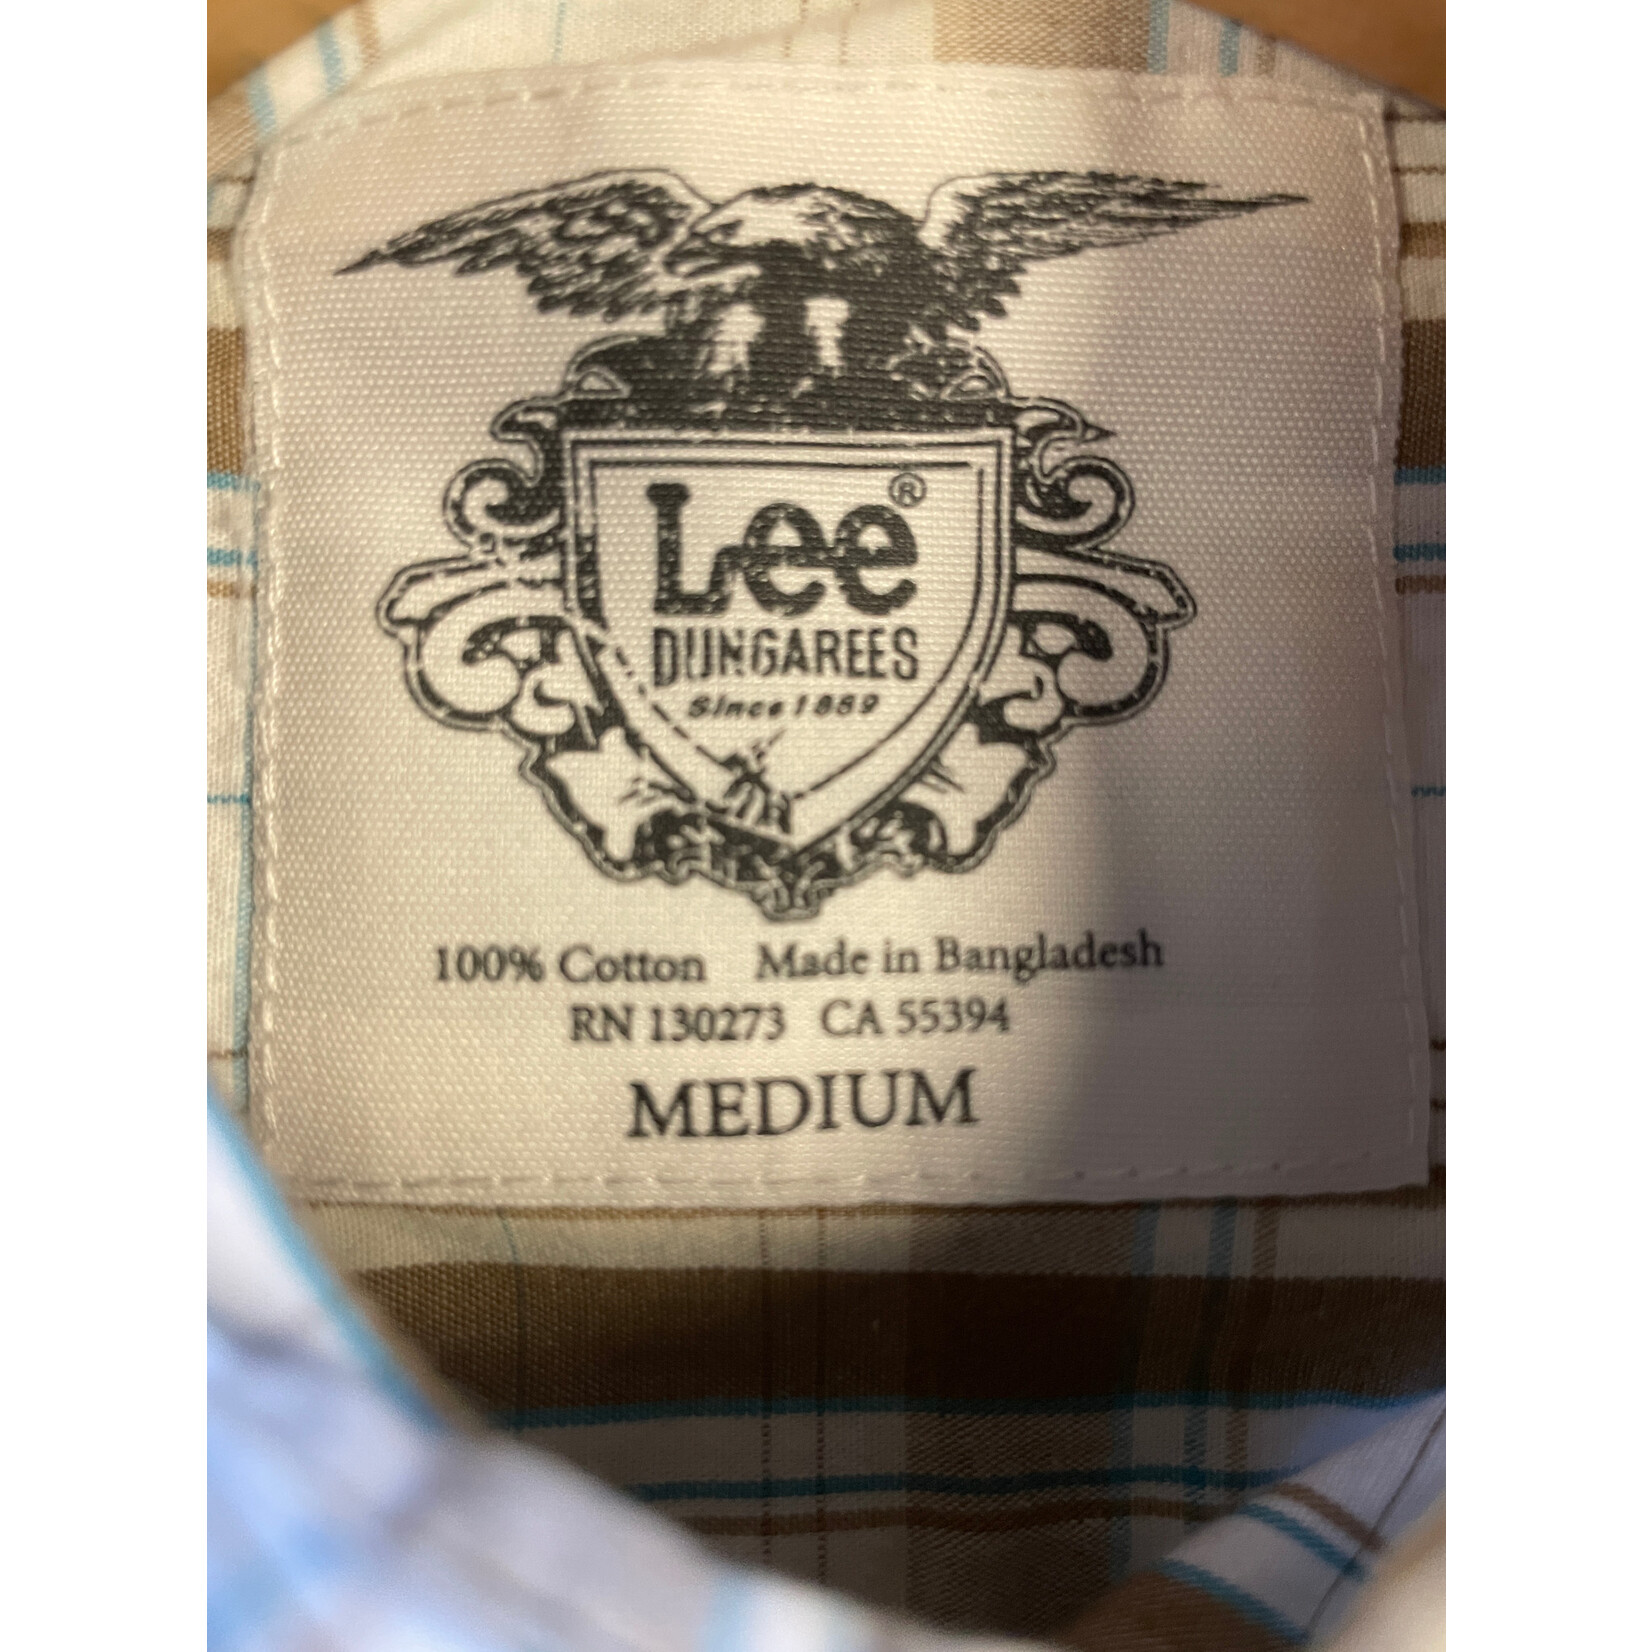 Lee®
DUNGAREES
Since 1889
100% Cotton Made in Bangladesh
RN 130273 CA 55394
MEDIUM